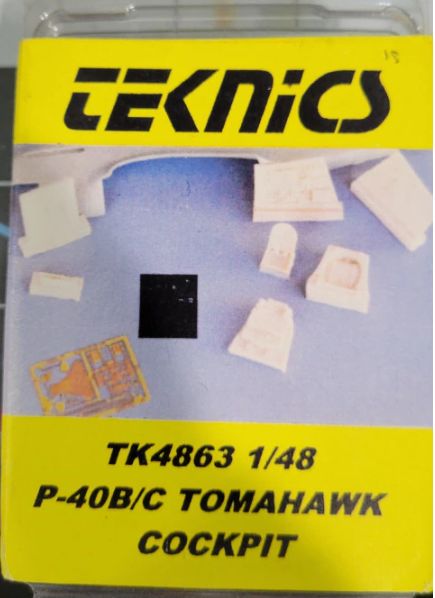 TEKNICS
TK4863 1/48
P-40B/C TOMAHAWK
COCKPIT